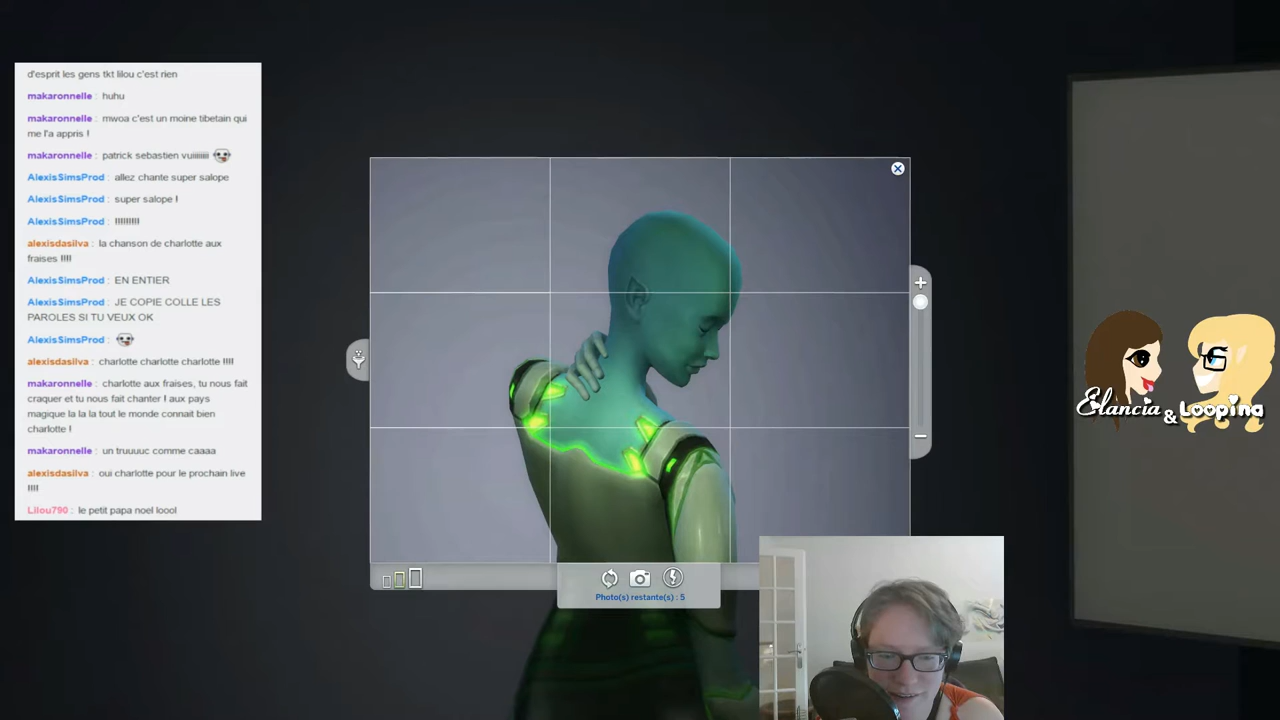 d'esprit les gens tkt lilou c'est rien
makaronnelle : huhu
makaronnelle : mwoa c'est un moine tibetain qui
me l'a appris !
makaronnelle : patrick sebastien vuiiiiiiii
AlexisSimsProd : allez chante super salope
AlexisSimsProd : super salope !
AlexisSimsProd : !!!!!!!!!
alexisdasilva : la chanson de charlotte aux
fraises !!!!
AlexisSimsProd : EN ENTIER
AlexisSimsProd : JE COPIE COLLE LES
PAROLES SI TU VEUX OK
AlexisSimsProd :
alexisdasilva : charlotte charlotte charlotte !!!!
makaronnelle : charlotte aux fraises, tu nous fait
craquer et tu nous fait chanter ! aux pays
magique la la la tout le monde connait bien
charlotte !
makaronnelle : un truuuuc comme caaaa
alexisdasilva : oui charlotte pour le prochain live
!!!!
Lilou790 : le petit papa noel loool
Photo(s) restante(s) : 5
Elancia & Loopina